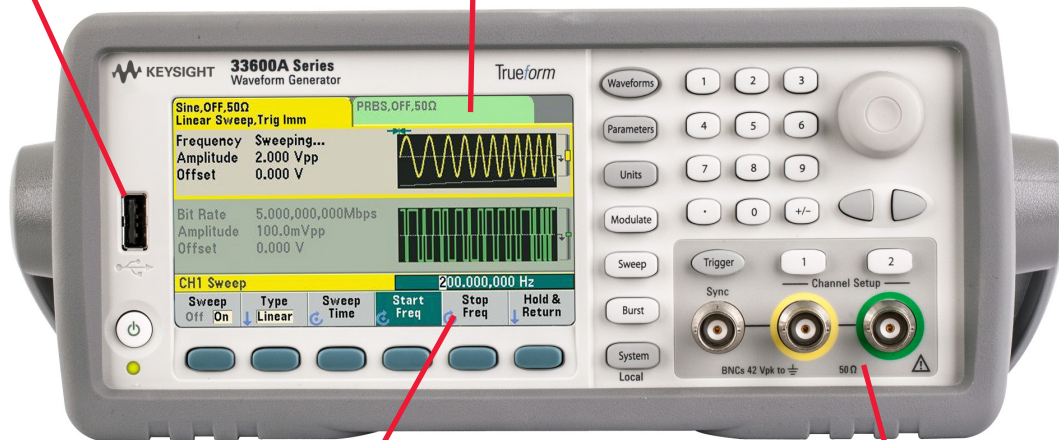 KEYSIGHT
33600A Series
Waveform Generator
Trueform
Sine,OFF,50Ω
Linear Sweep,Trig Imm
PRBS,OFF,50Ω
Frequency Sweeping...
Amplitude 2.000 Vpp
Offset 0.000 V
Bit Rate 5.000,000,000Mbps
Amplitude 100.0mVpp
Offset 0.000 V
CH1 Sweep 200.000,000 Hz
Sweep
Off On
Type
Linear
Sweep
Time
Start
Freq
Stop
Freq
Hold &
Return
Waveforms
Parameters
Units
Modulate
Sweep
Burst
System
Local
1 2 3
4 5 6
7 8 9
. 0 +/−
Trigger
1 2
Channel Setup
Sync
BNCs 42 Vpk to ⏚ 50 Ω